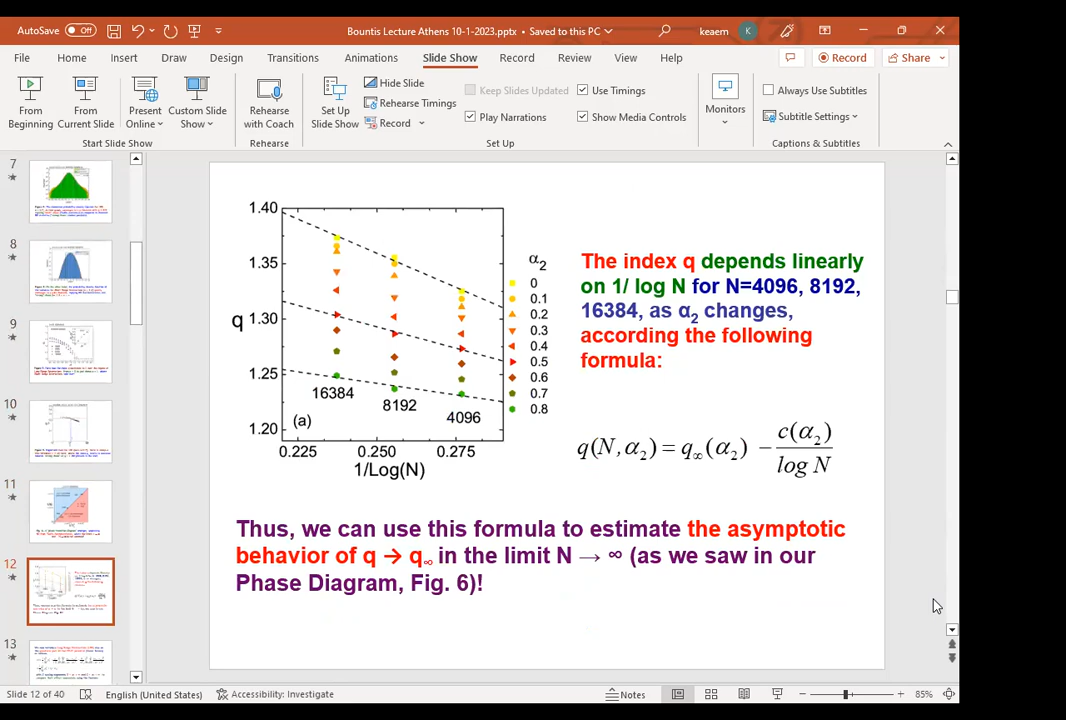 AutoSave Off
Bountis Lecture Athens 10-1-2023.pptx • Saved to this PC
keaem K
File Home Insert Draw Design Transitions Animations Slide Show Record Review View Help
Record Share
From Beginning
From Current Slide
Present Online
Custom Slide Show
Start Slide Show
Rehearse with Coach
Rehearse
Set Up Slide Show
Hide Slide
Rehearse Timings
Record
Keep Slides Updated
Play Narrations
Use Timings
Show Media Controls
Set Up
Monitors
Always Use Subtitles
Subtitle Settings
Captions & Subtitles
7
8
9
10
11
12
13
1.40
1.35
1.30
1.25
1.20
q
16384
8192
4096
(a)
0.225 0.250 0.275
1/Log(N)
α2
0
0.1
0.2
0.3
0.4
0.5
0.6
0.7
0.8
The index q depends linearly
on 1/ log N for N=4096, 8192,
16384, as α2 changes,
according the following
formula:
q(N,α2) = q∞(α2) − c(α2) / log N
Thus, we can use this formula to estimate the asymptotic
behavior of q → q∞ in the limit N → ∞ (as we saw in our
Phase Diagram, Fig. 6)!
Slide 12 of 40 English (United States) Accessibility: Investigate Notes 85%